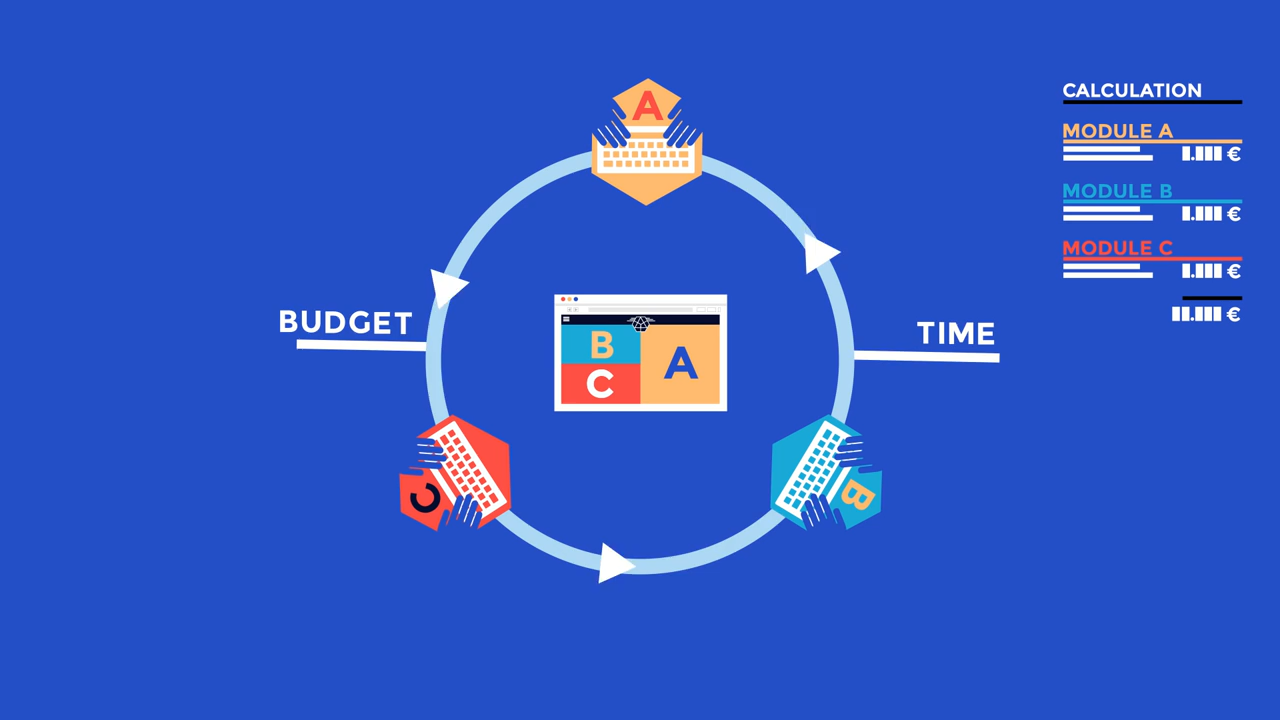 A
CALCULATION
MODULE A
€
MODULE B
€
MODULE C
€
€
BUDGET
TIME
B
C
A
C
B